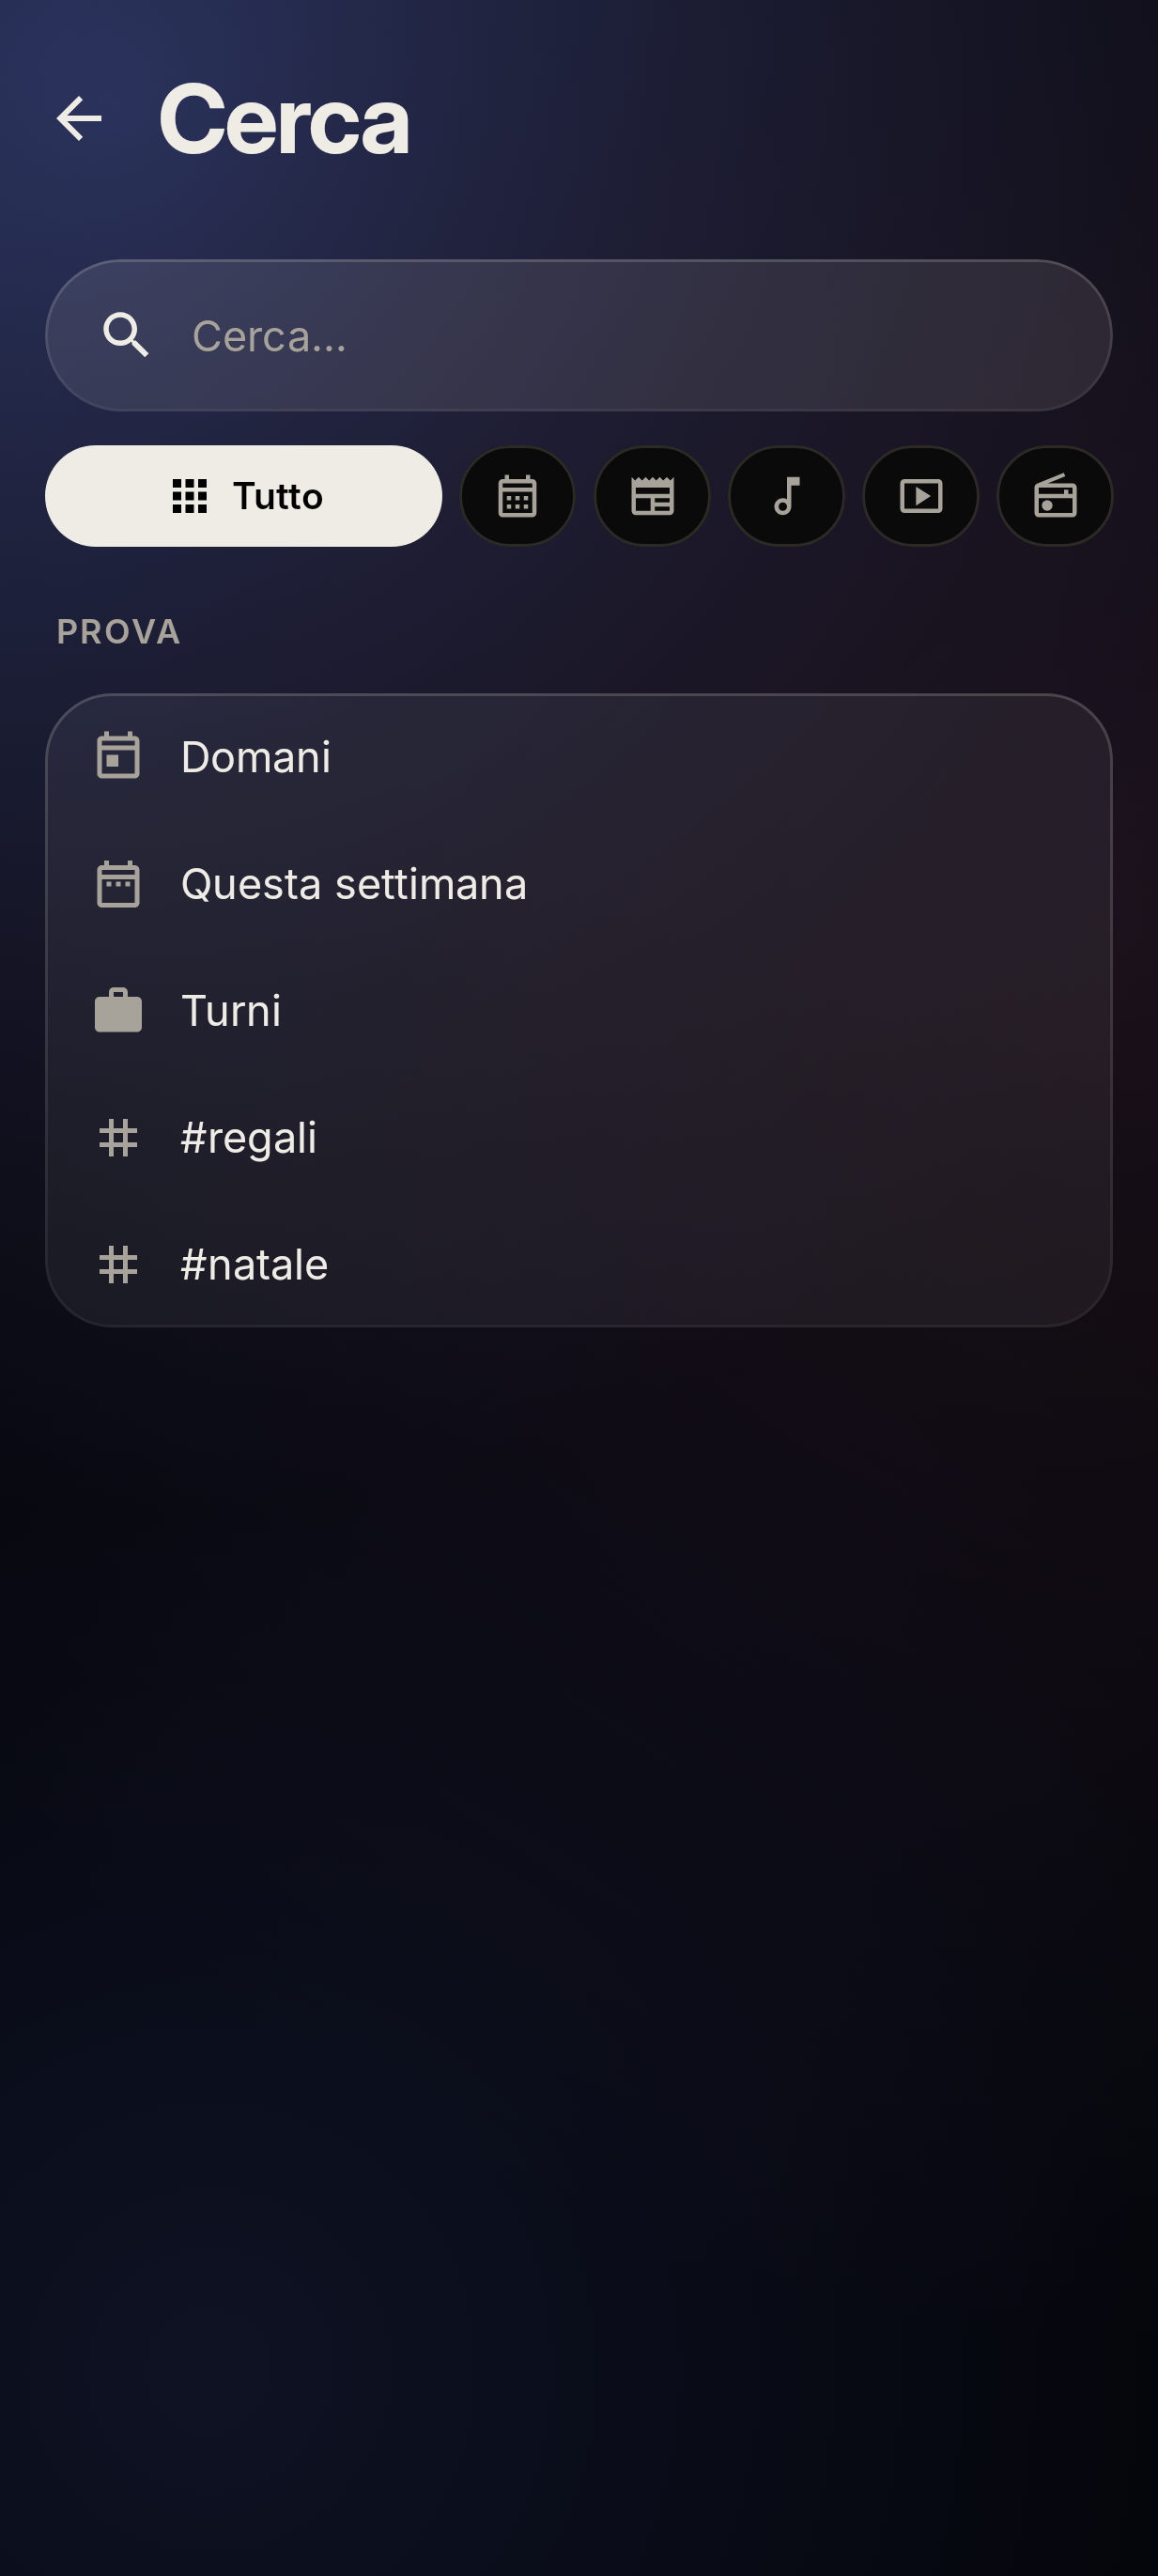 Cerca
Cerca...
Tutto
PROVA
Domani
Questa settimana
Turni
#regali
#natale